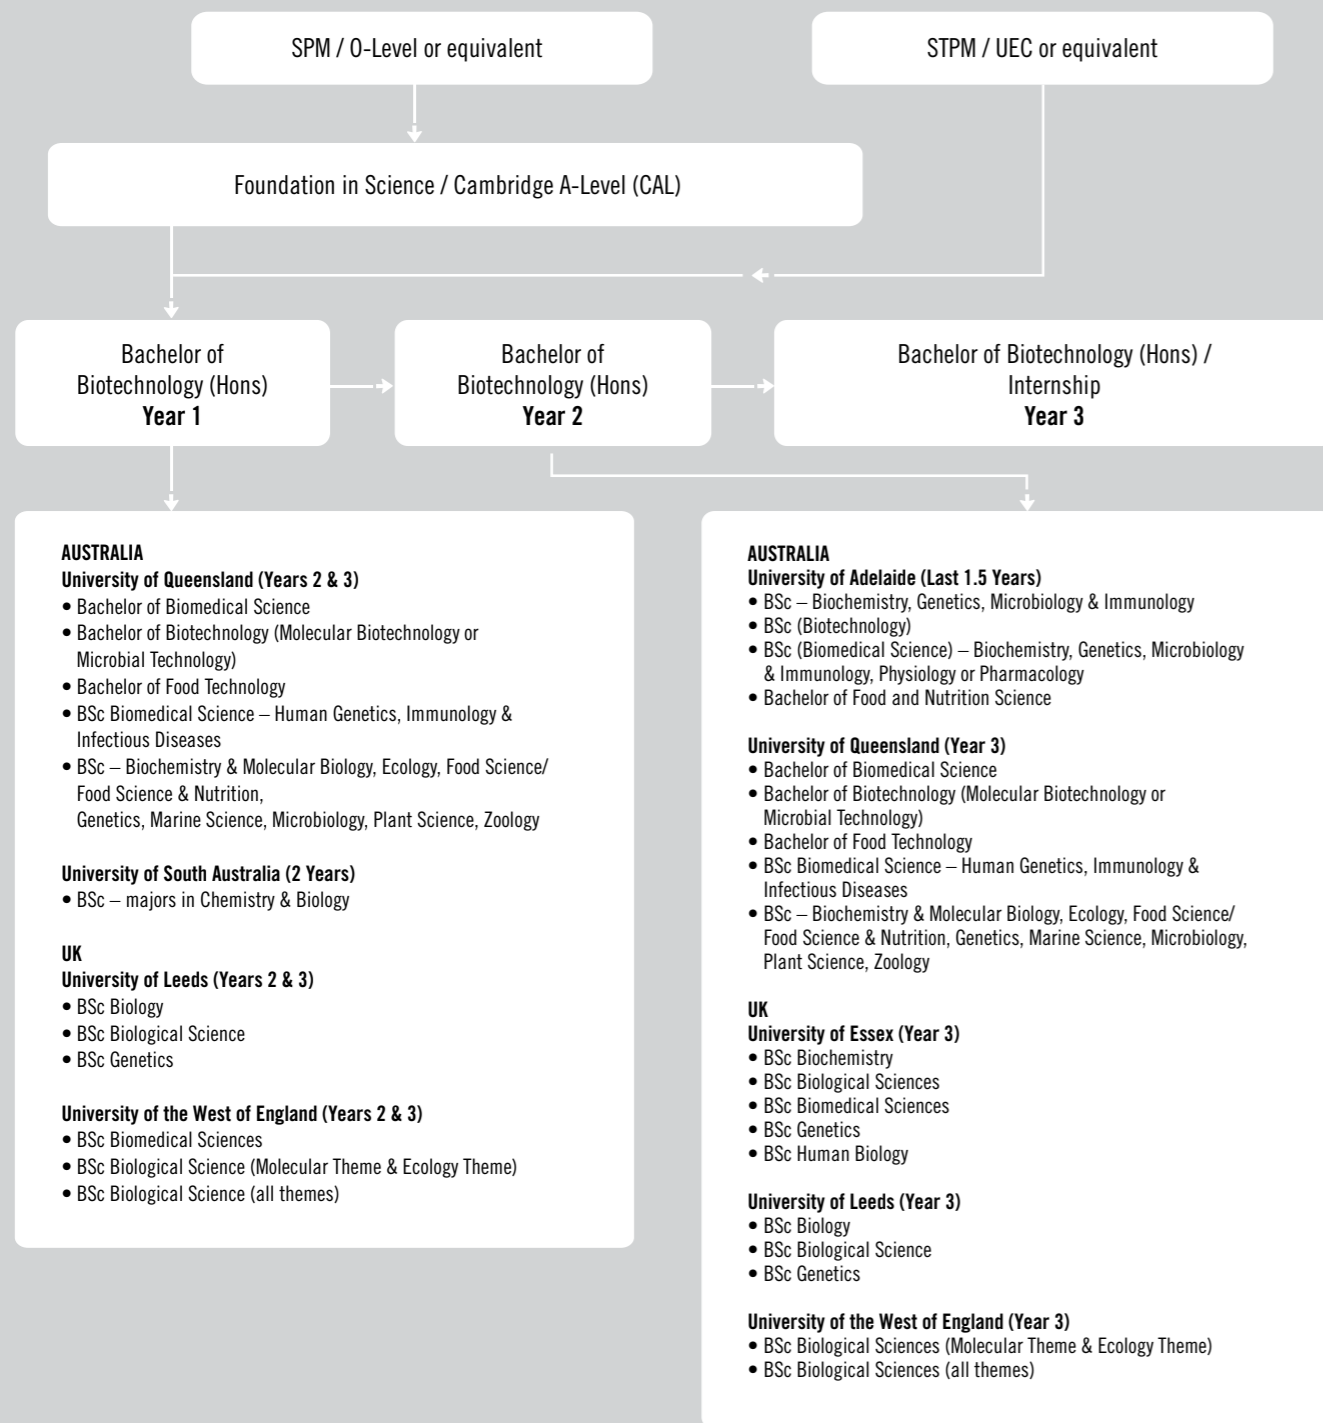 SPM / O-Level or equivalent
STPM / UEC or equivalent
Foundation in Science / Cambridge A-Level (CAL)
Bachelor of
Biotechnology (Hons)
Year 1
Bachelor of
Biotechnology (Hons)
Year 2
Bachelor of Biotechnology (Hons) /
Internship
Year 3
AUSTRALIA
University of Queensland (Years 2 & 3)
• Bachelor of Biomedical Science
• Bachelor of Biotechnology (Molecular Biotechnology or
Microbial Technology)
• Bachelor of Food Technology
• BSc Biomedical Science – Human Genetics, Immunology &
Infectious Diseases
• BSc – Biochemistry & Molecular Biology, Ecology, Food Science/
Food Science & Nutrition,
Genetics, Marine Science, Microbiology, Plant Science, Zoology
University of South Australia (2 Years)
• BSc – majors in Chemistry & Biology
UK
University of Leeds (Years 2 & 3)
• BSc Biology
• BSc Biological Science
• BSc Genetics
University of the West of England (Years 2 & 3)
• BSc Biomedical Sciences
• BSc Biological Science (Molecular Theme & Ecology Theme)
• BSc Biological Science (all themes)
AUSTRALIA
University of Adelaide (Last 1.5 Years)
• BSc – Biochemistry, Genetics, Microbiology & Immunology
• BSc (Biotechnology)
• BSc (Biomedical Science) – Biochemistry, Genetics, Microbiology
& Immunology, Physiology or Pharmacology
• Bachelor of Food and Nutrition Science
University of Queensland (Year 3)
• Bachelor of Biomedical Science
• Bachelor of Biotechnology (Molecular Biotechnology or
Microbial Technology)
• Bachelor of Food Technology
• BSc Biomedical Science – Human Genetics, Immunology &
Infectious Diseases
• BSc – Biochemistry & Molecular Biology, Ecology, Food Science/
Food Science & Nutrition, Genetics, Marine Science, Microbiology,
Plant Science, Zoology
UK
University of Essex (Year 3)
• BSc Biochemistry
• BSc Biological Sciences
• BSc Biomedical Sciences
• BSc Genetics
• BSc Human Biology
University of Leeds (Year 3)
• BSc Biology
• BSc Biological Science
• BSc Genetics
University of the West of England (Year 3)
• BSc Biological Sciences (Molecular Theme & Ecology Theme)
• BSc Biological Sciences (all themes)